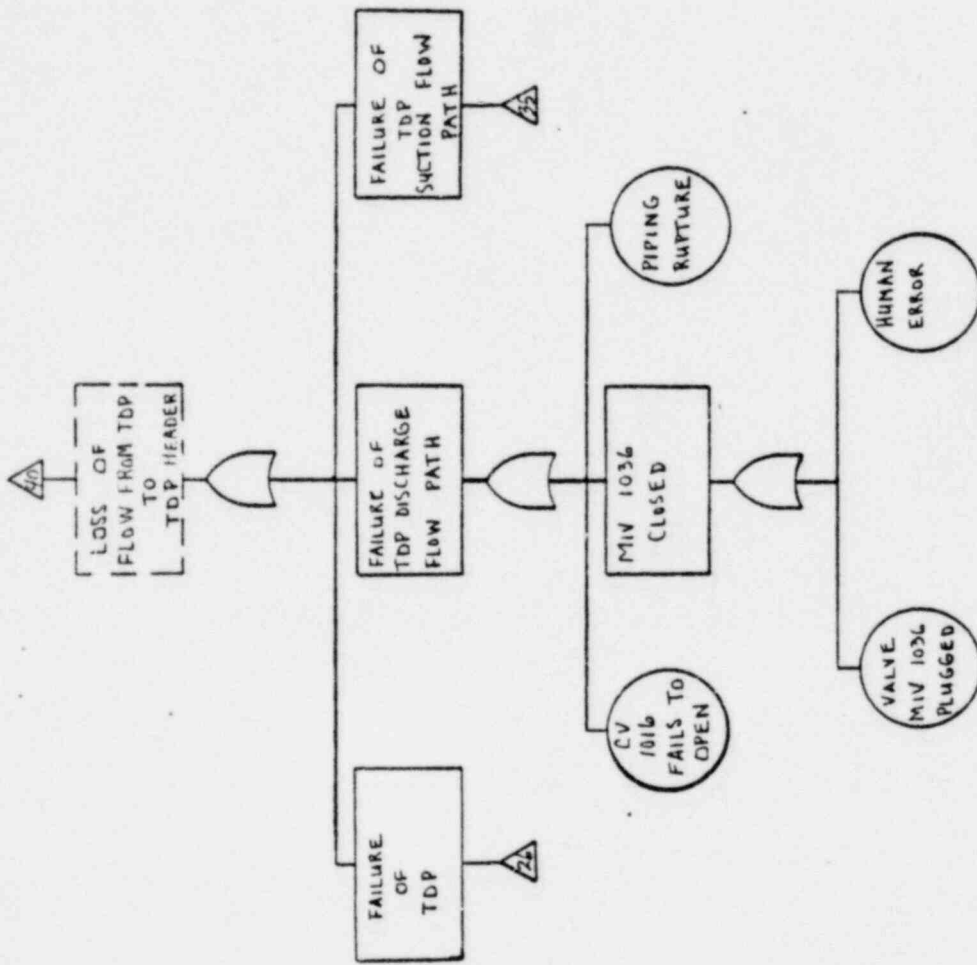 LOSS OF
FLOW FROM TDP
TO
TDP HEADER
FAILURE
OF
TDP
26
FAILURE OF
TDP DISCHARGE
FLOW PATH
FAILURE OF
TDP
SUCTION FLOW
PATH
CV
1016
FAILS TO
OPEN
MIV 1036
CLOSED
PIPING
RUPTURE
VALVE
MIV 1036
PLUGGED
HUMAN
ERROR